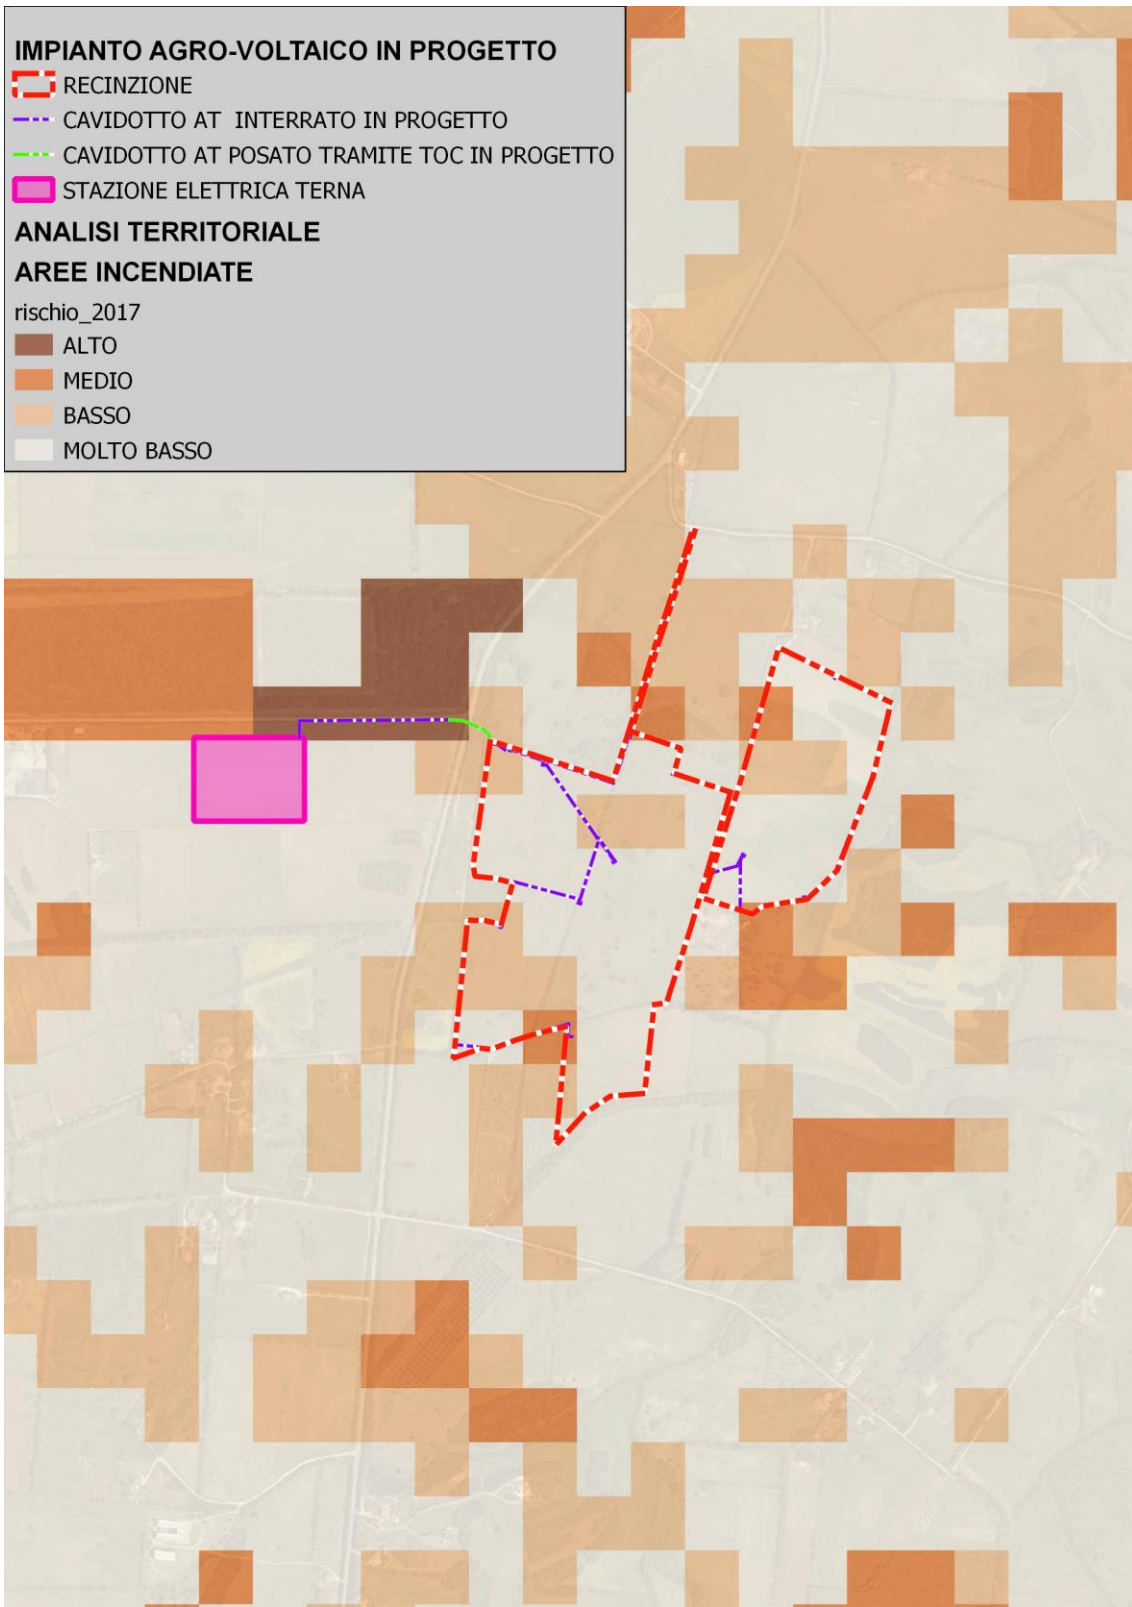 IMPIANTO AGRO-VOLTAICO IN PROGETTO
RECINZIONE
CAVIDOTTO AT INTERRATO IN PROGETTO
CAVIDOTTO AT POSATO TRAMITE TOC IN PROGETTO
STAZIONE ELETTRICA TERNA
ANALISI TERRITORIALE
AREE INCENDIATE
rischio_2017
ALTO
MEDIO
BASSO
MOLTO BASSO